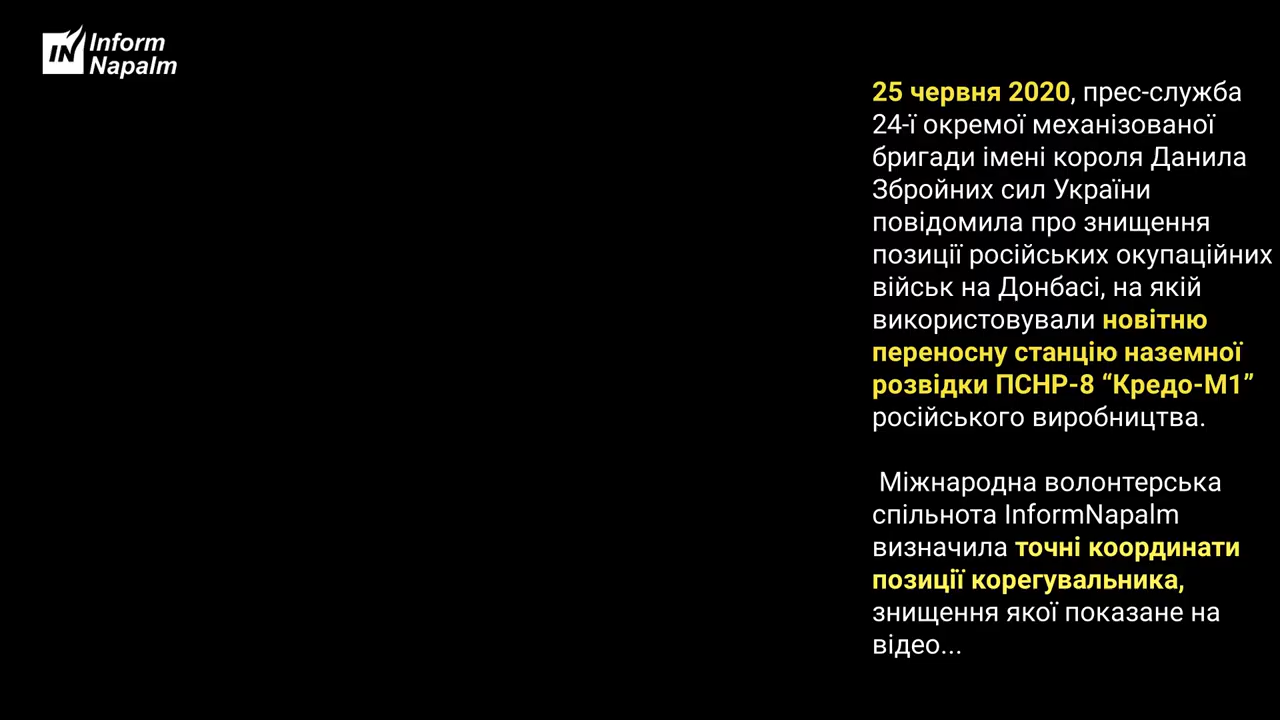 IN Inform
Napalm
25 червня 2020, прес-служба
24-ї окремої механізованої
бригади імені короля Данила
Збройних сил України
повідомила про знищення
позиції російських окупаційних
військ на Донбасі, на якій
використовували новітню
переносну станцію наземної
розвідки ПСНР-8 “Кредо-М1”
російського виробництва.
Міжнародна волонтерська
спільнота InformNapalm
визначила точні координати
позиції корегувальника,
знищення якої показане на
відео...